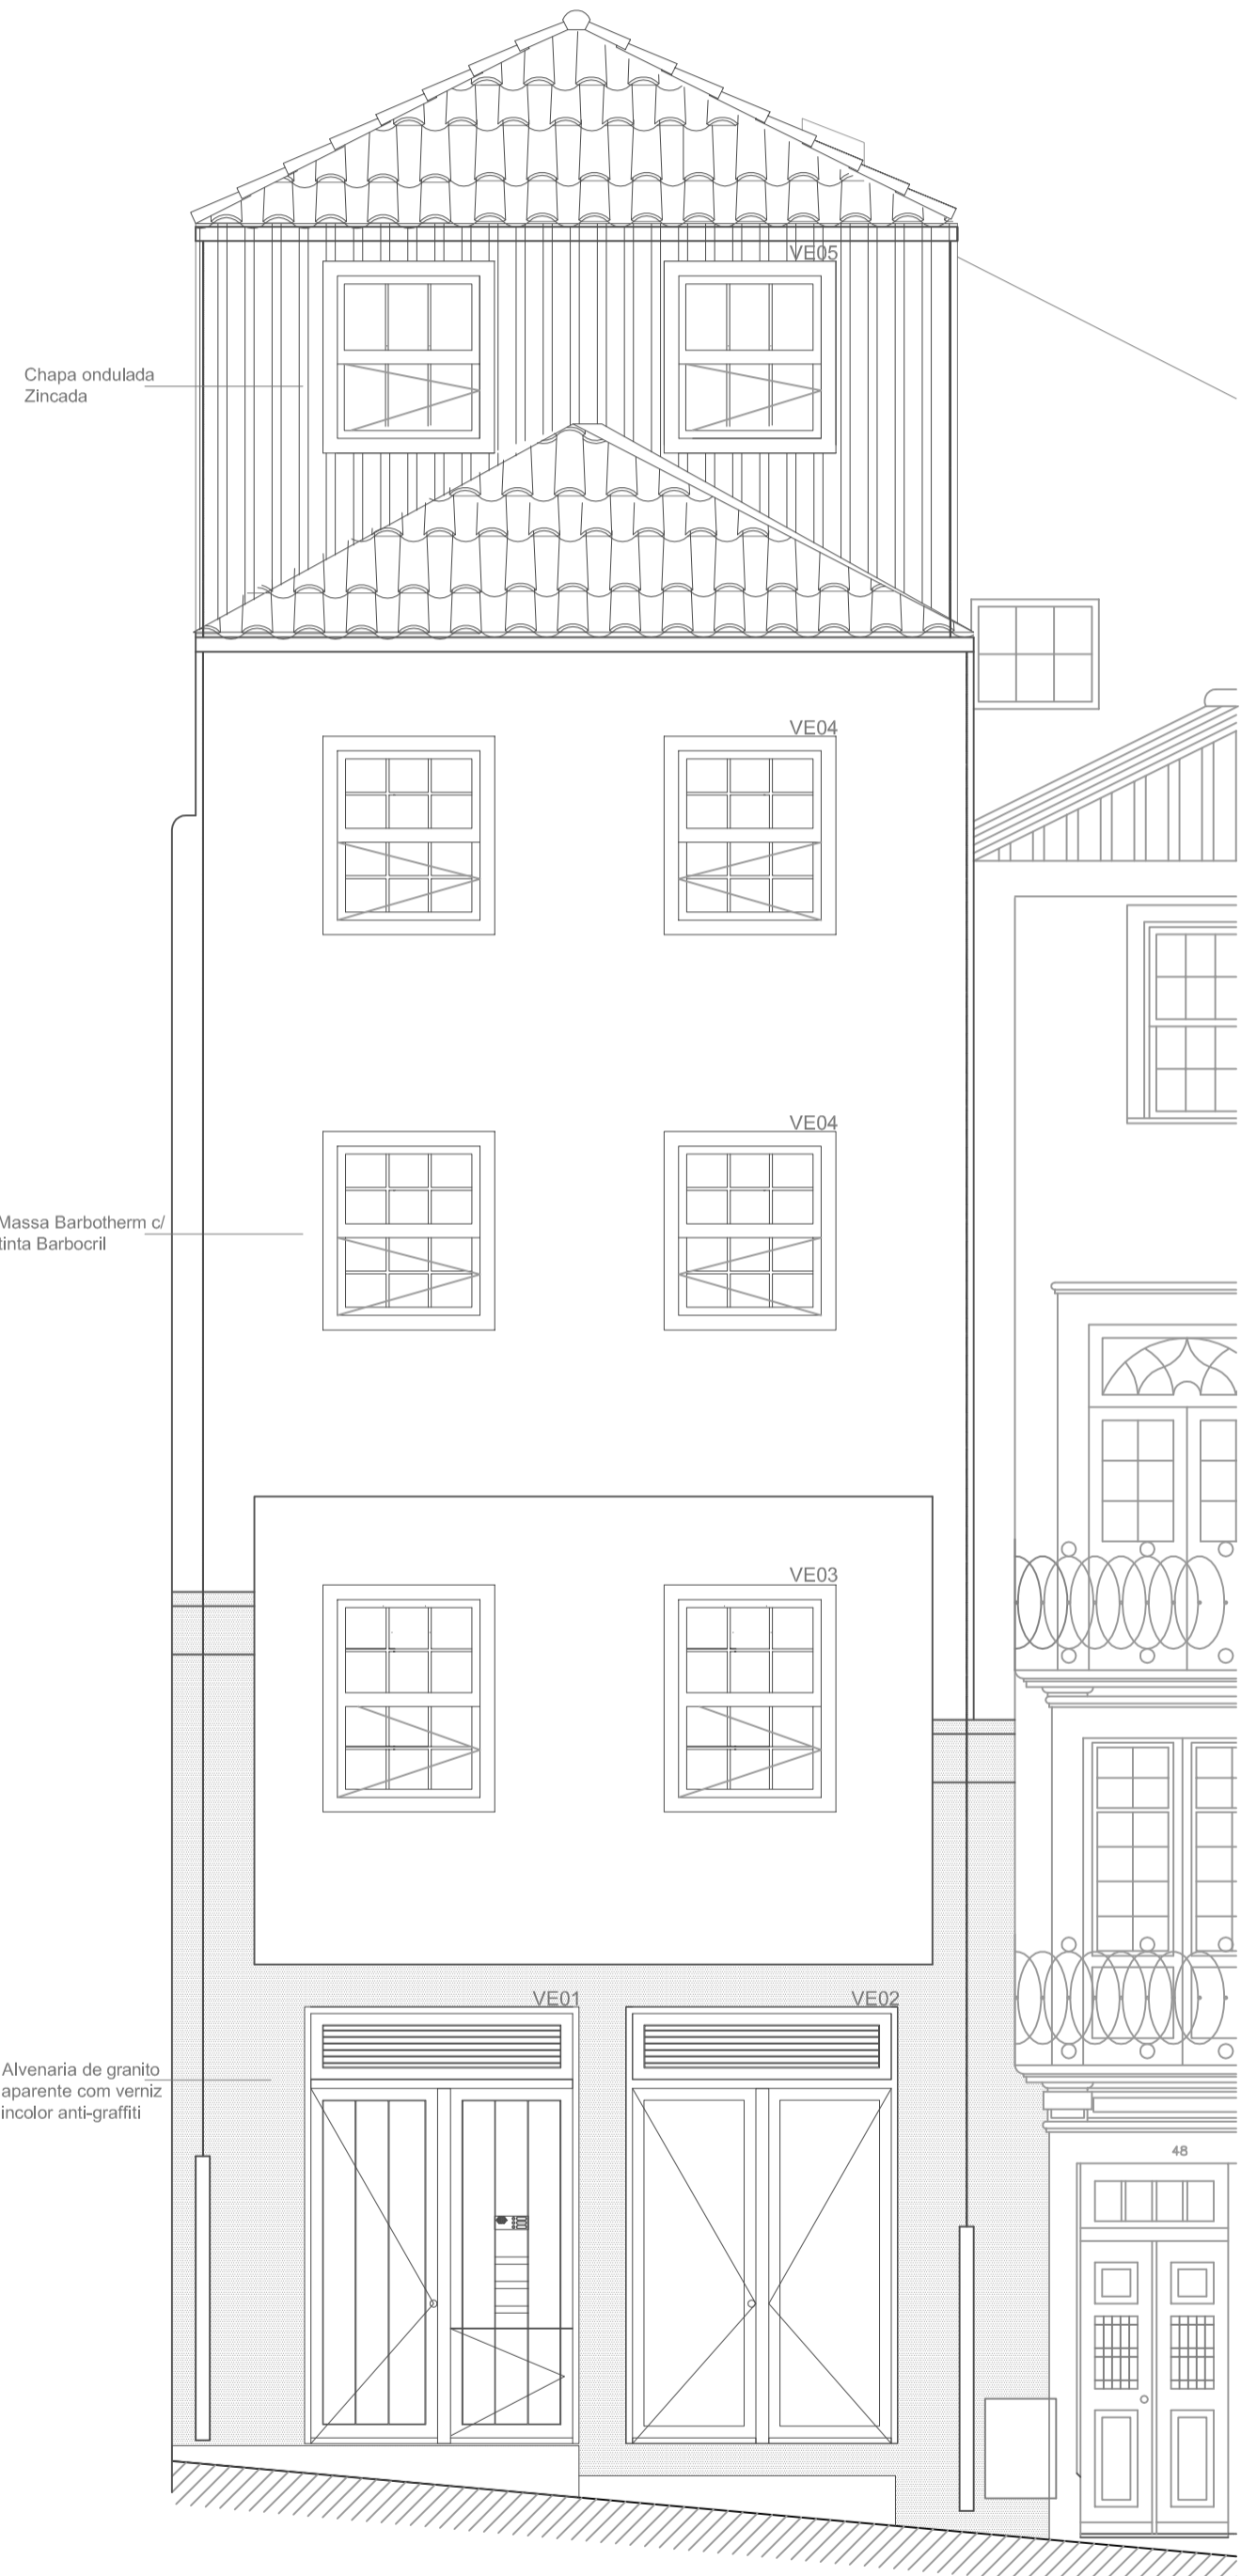 VE05
Chapa ondulada
Zincada
VE04
VE04
Massa Barbotherm c/
tinta Barbocril
VE03
VE01
VE02
Alvenaria de granito
aparente com verniz
incolor anti-graffiti
48